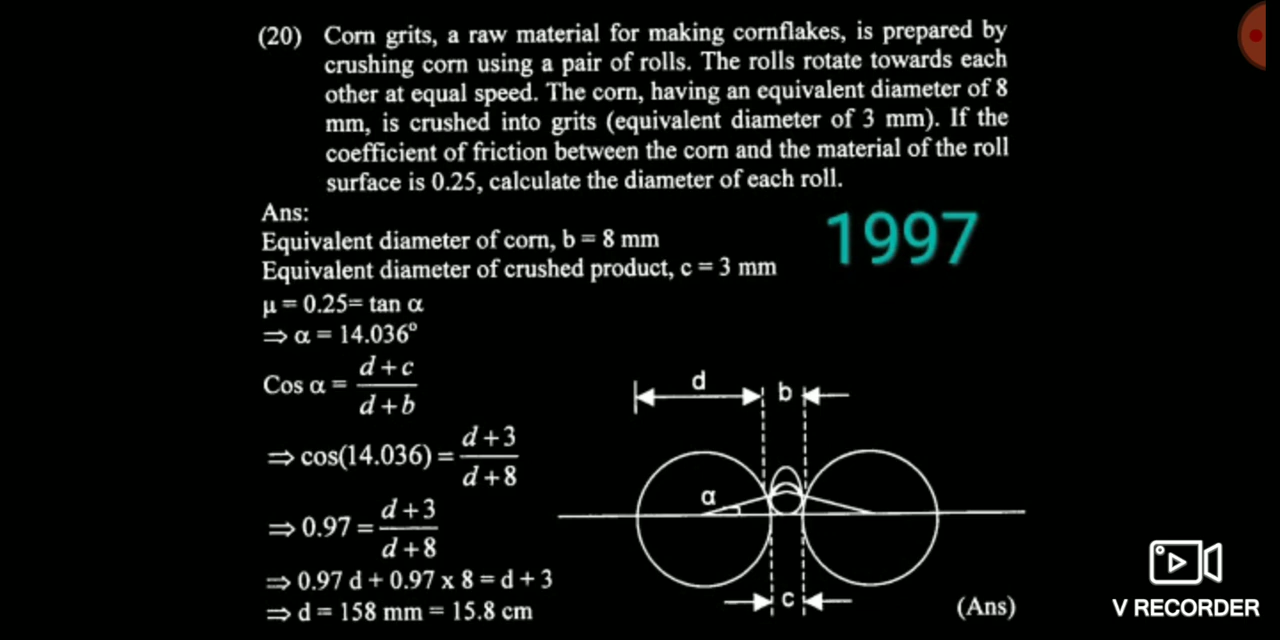 (20) Corn grits, a raw material for making cornflakes, is prepared by
crushing corn using a pair of rolls. The rolls rotate towards each
other at equal speed. The corn, having an equivalent diameter of 8
mm, is crushed into grits (equivalent diameter of 3 mm). If the
coefficient of friction between the corn and the material of the roll
surface is 0.25, calculate the diameter of each roll.
Ans:
1997
Equivalent diameter of corn, b = 8 mm
Equivalent diameter of crushed product, c = 3 mm
μ = 0.25= tan α
⇒ α = 14.036°
Cos α = (d + c)/(d + b)
⇒ cos(14.036) = (d + 3)/(d + 8)
⇒ 0.97 = (d + 3)/(d + 8)
⇒ 0.97 d + 0.97 x 8 = d + 3
⇒ d = 158 mm = 15.8 cm
d
b
α
c
(Ans)
V RECORDER